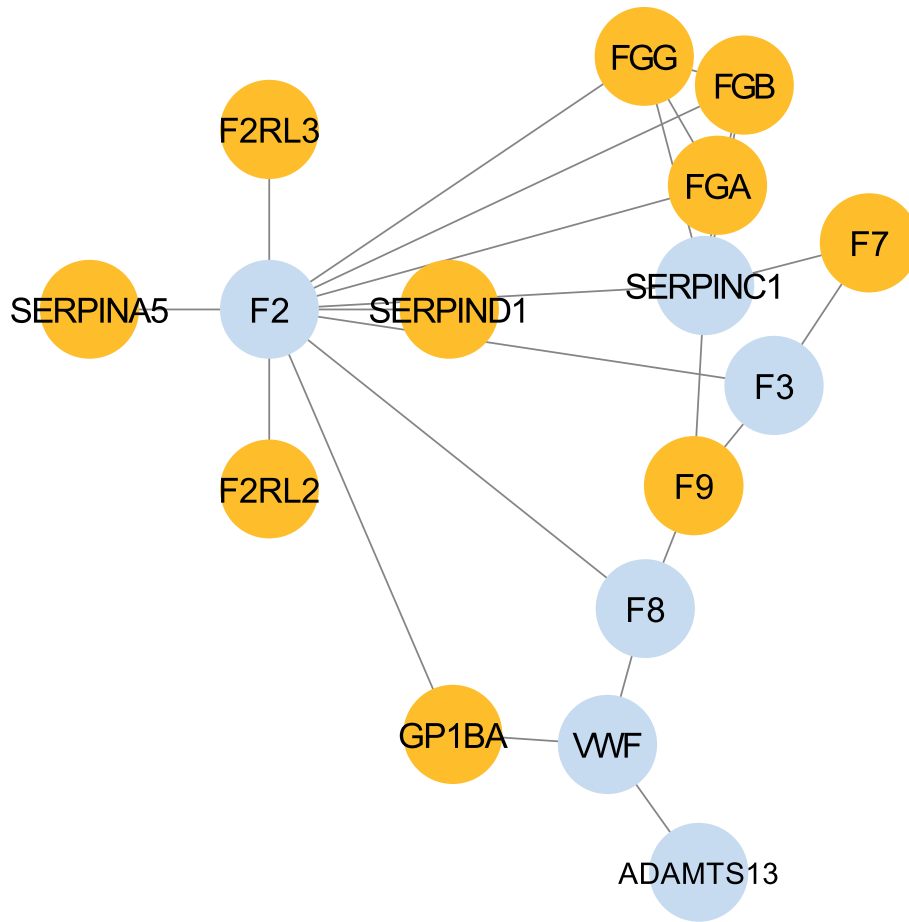 FGG
FGB
F2RL3
FGA
F7
SERPINC1
SERPINA5
F2
SERPIND1
F3
F9
F2RL2
F8
GP1BA
VWF
ADAMTS13